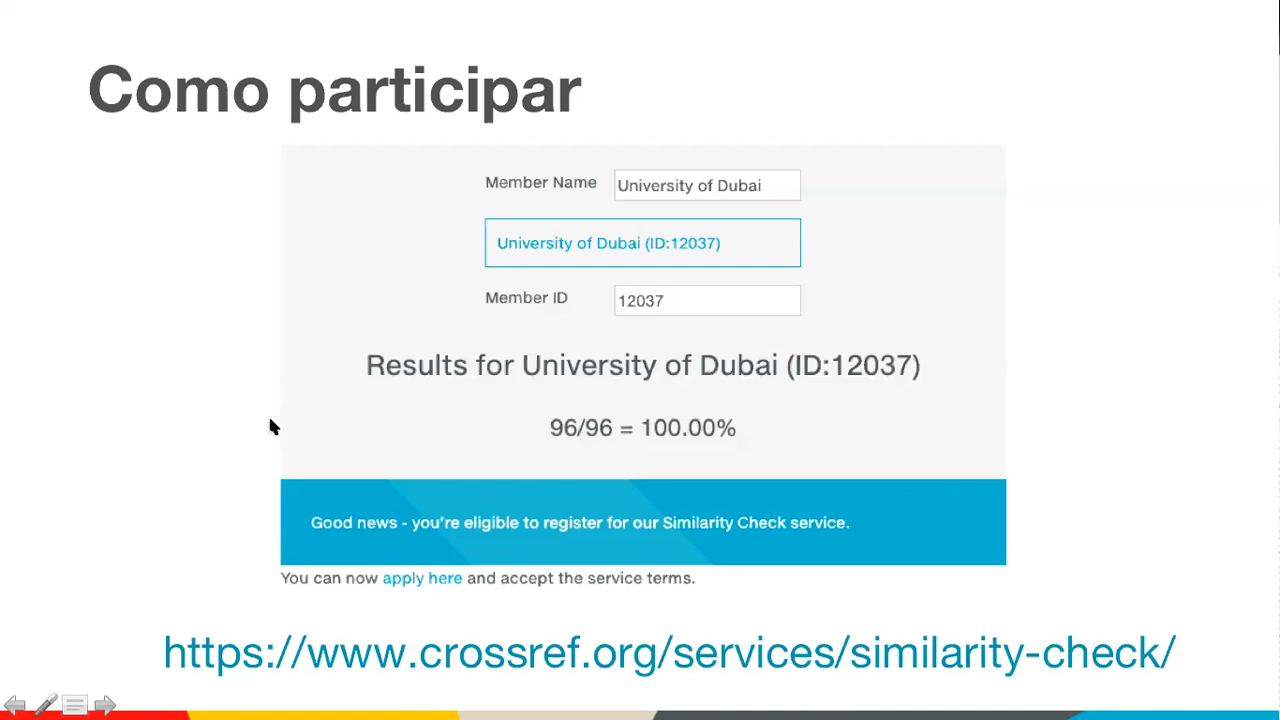 Como participar
Member Name University of Dubai
University of Dubai (ID:12037)
Member ID 12037
Results for University of Dubai (ID:12037)
96/96 = 100.00%
Good news - you're eligible to register for our Similarity Check service.
You can now apply here and accept the service terms.
https://www.crossref.org/services/similarity-check/